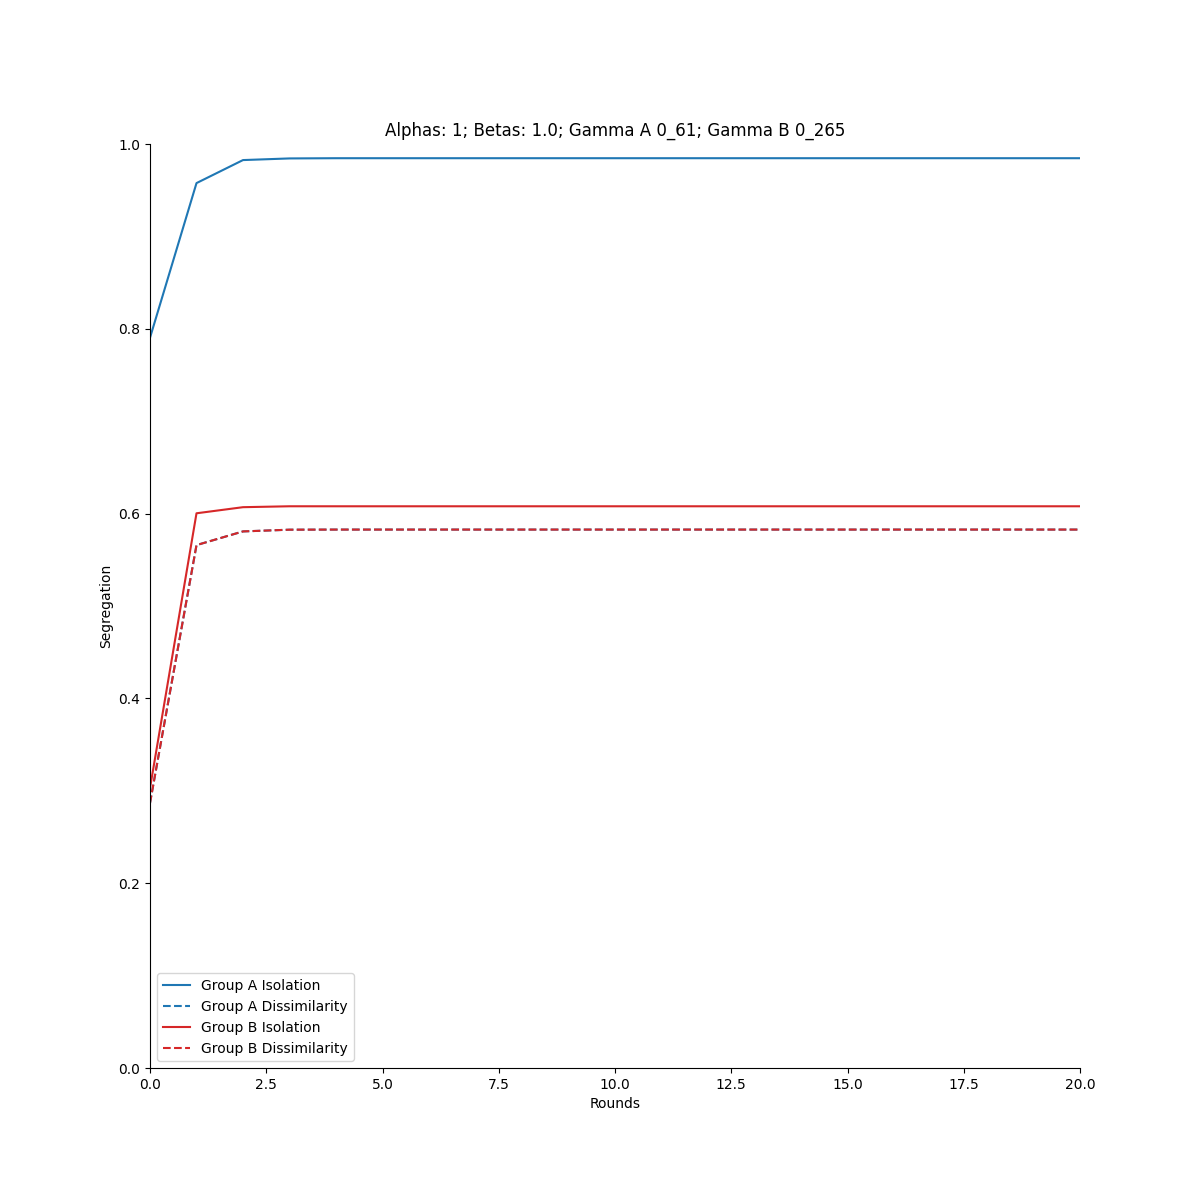 Alphas: 1; Betas: 1.0; Gamma A 0_61; Gamma B 0_265
1.0
0.8
0.6
0.4
0.2
0.0
Segregation
Group A Isolation
Group A Dissimilarity
Group B Isolation
Group B Dissimilarity
0.0 2.5 5.0 7.5 10.0 12.5 15.0 17.5 20.0
Rounds